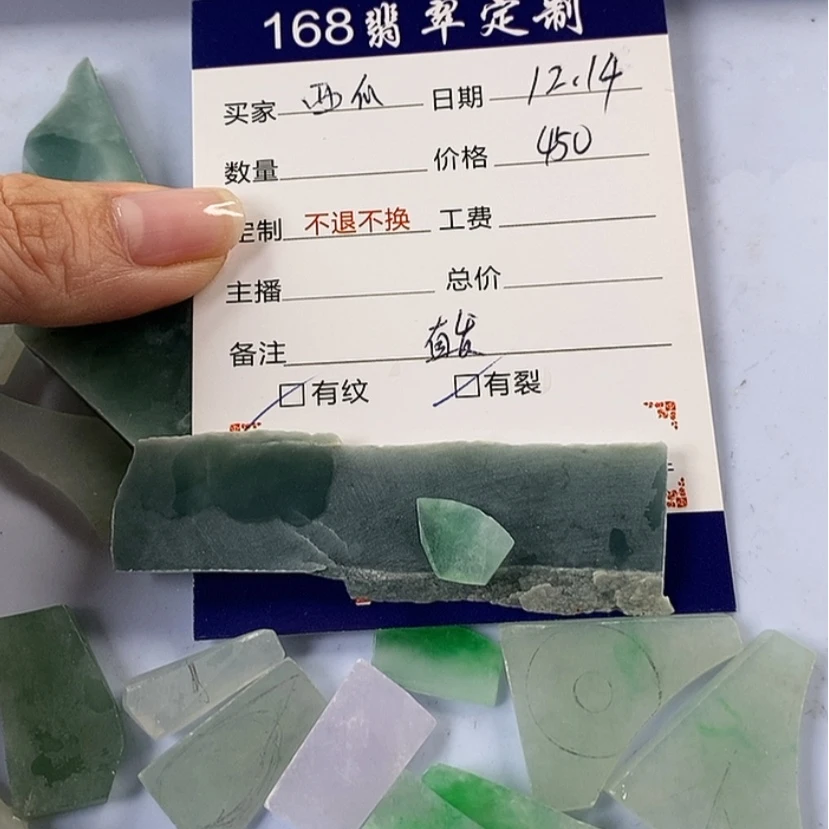 168翡翠定制
买家 西瓜 日期 12.14
数量 价格 450
定制 不退不换 工费
主播 总价
备注
□有纹 □有裂